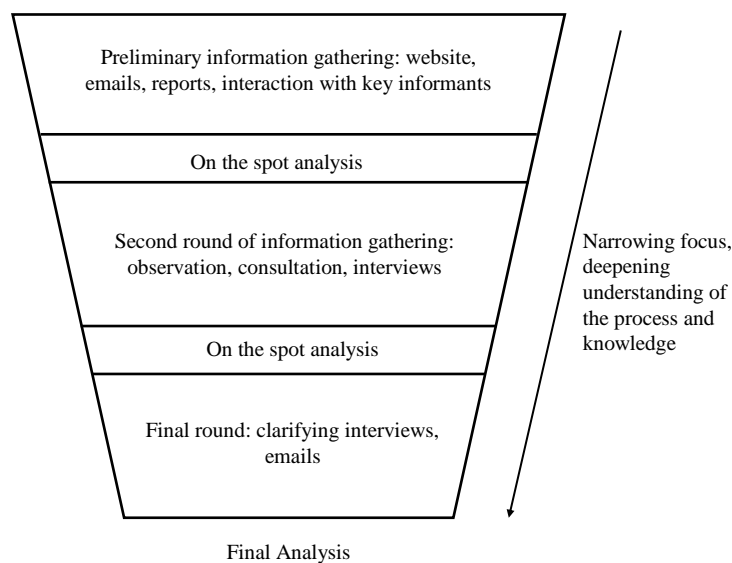 Preliminary information gathering: website,
emails, reports, interaction with key informants
On the spot analysis
Second round of information gathering:
observation, consultation, interviews
On the spot analysis
Final round: clarifying interviews,
emails
Final Analysis
Narrowing focus,
deepening
understanding of
the process and
knowledge